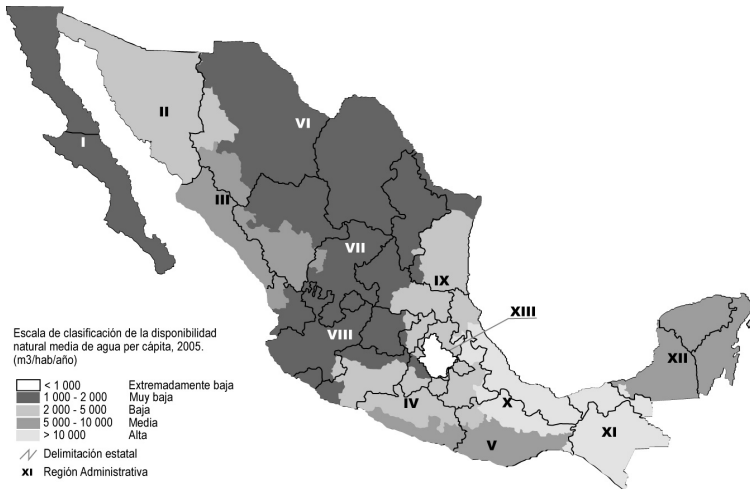 II
I
VI
III
VII
IX
XIII
VIII
XII
IV
X
XI
V
Escala de clasificación de la disponibilidad
natural media de agua per cápita, 2005.
(m3/hab/año)
< 1 000 Extremadamente baja
1 000 - 2 000 Muy baja
2 000 - 5 000 Baja
5 000 - 10 000 Media
> 10 000 Alta
Delimitación estatal
XI Región Administrativa